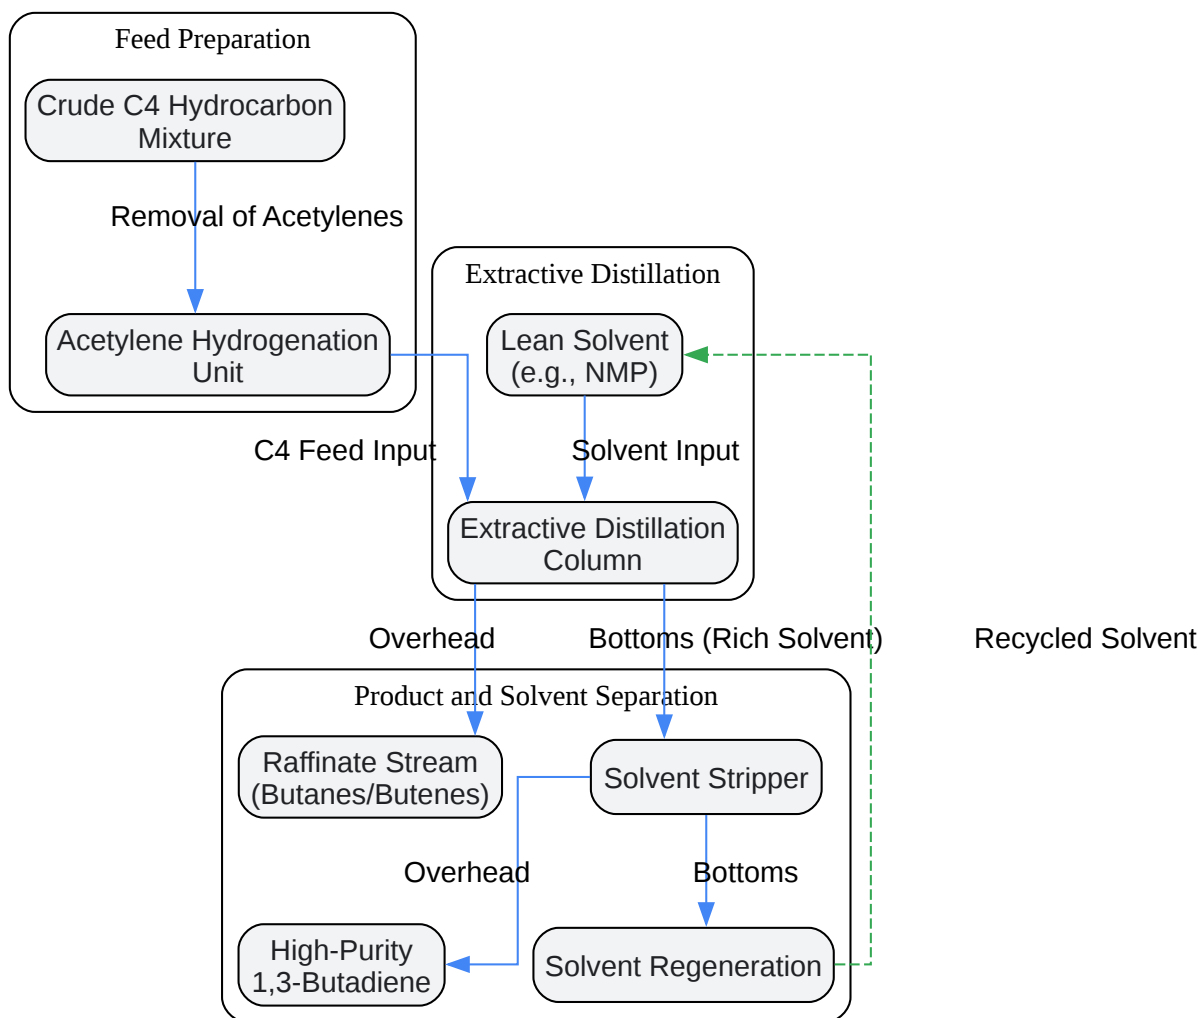 Feed Preparation
Crude C4 Hydrocarbon
Mixture
Removal of Acetylenes
Acetylene Hydrogenation
Unit
Extractive Distillation
Lean Solvent
(e.g., NMP)
C4 Feed Input
Solvent Input
Extractive Distillation
Column
Overhead
Bottoms (Rich Solvent)
Recycled Solvent
Product and Solvent Separation
Raffinate Stream
(Butanes/Butenes)
Solvent Stripper
Overhead
Bottoms
High-Purity
1,3-Butadiene
Solvent Regeneration